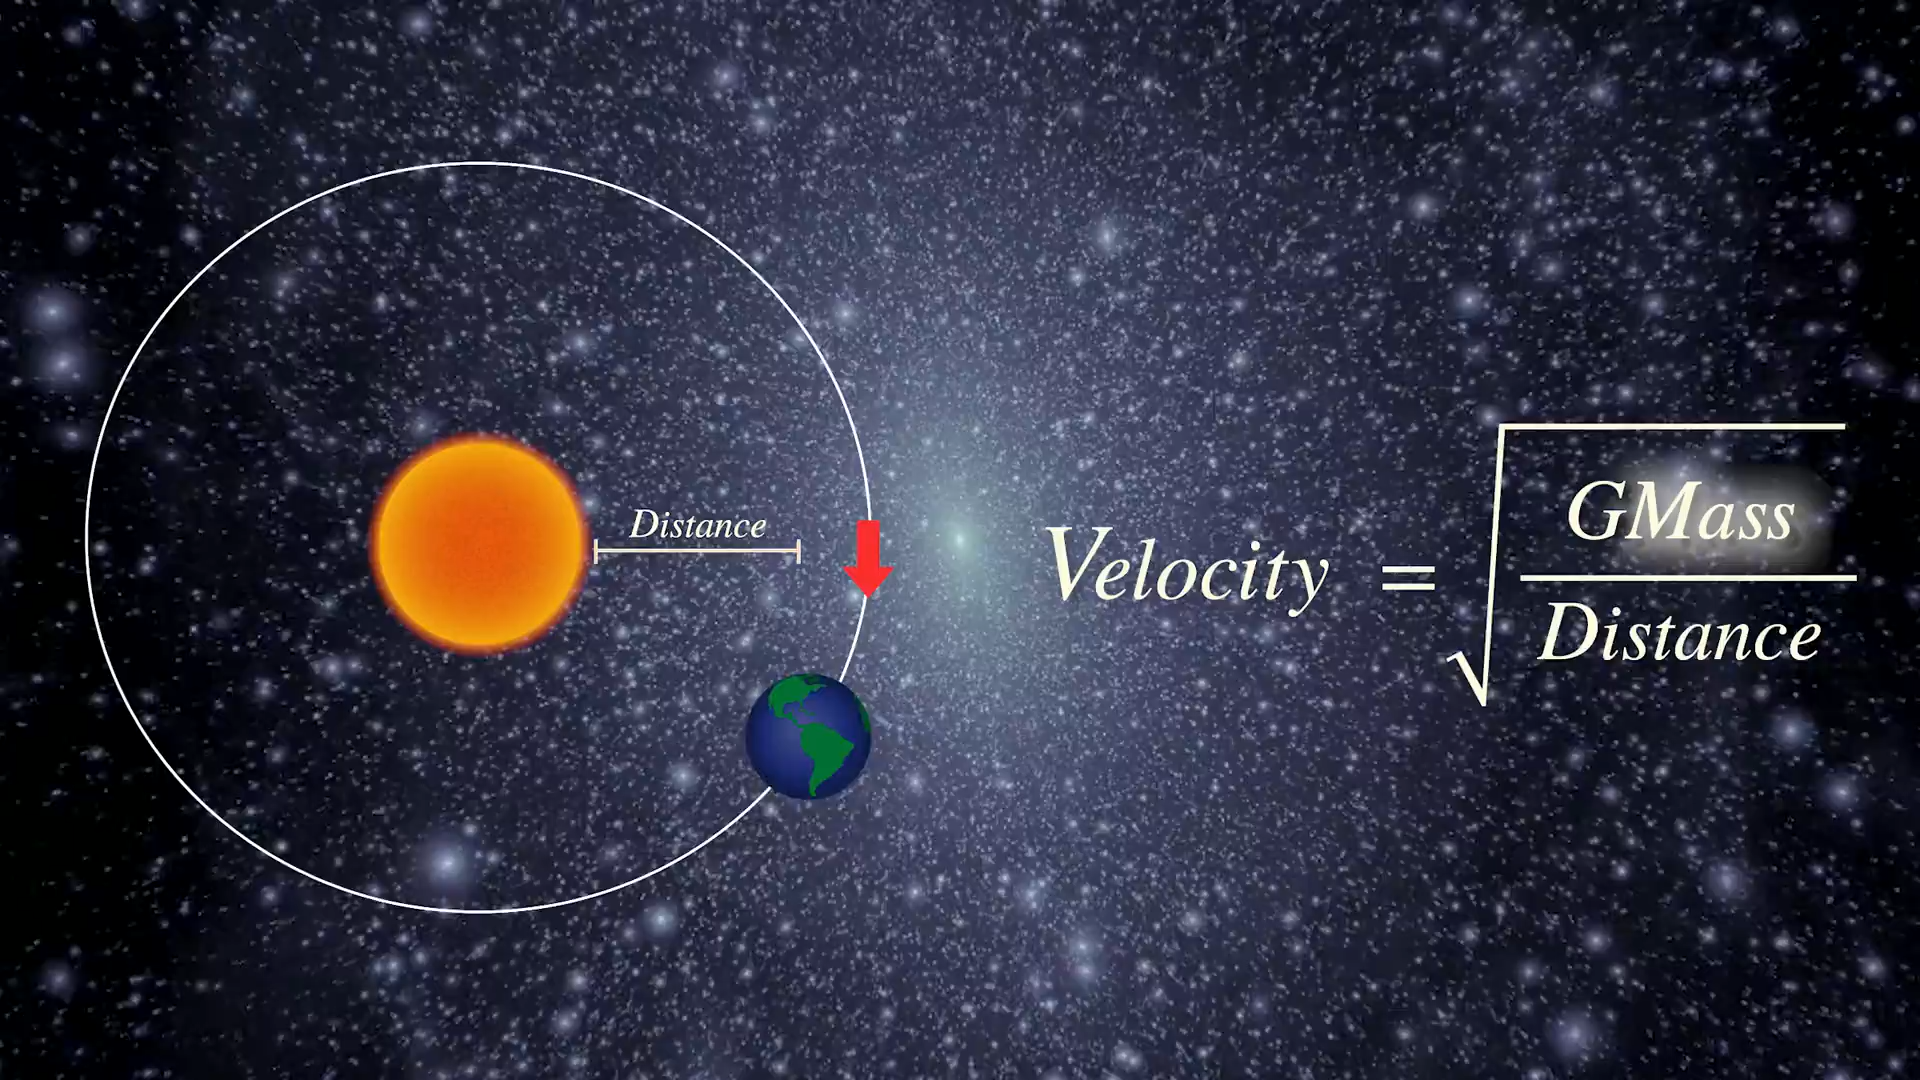 Distance
Velocity = √
GMass
Distance